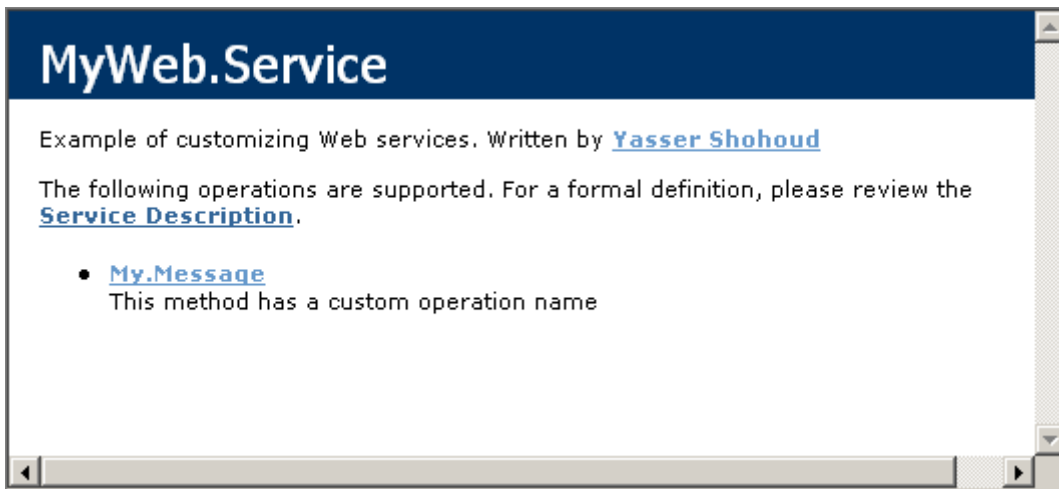 MyWeb.Service
Example of customizing Web services. Written by Yasser Shohoud
The following operations are supported. For a formal definition, please review the
Service Description.
• My.Message
This method has a custom operation name